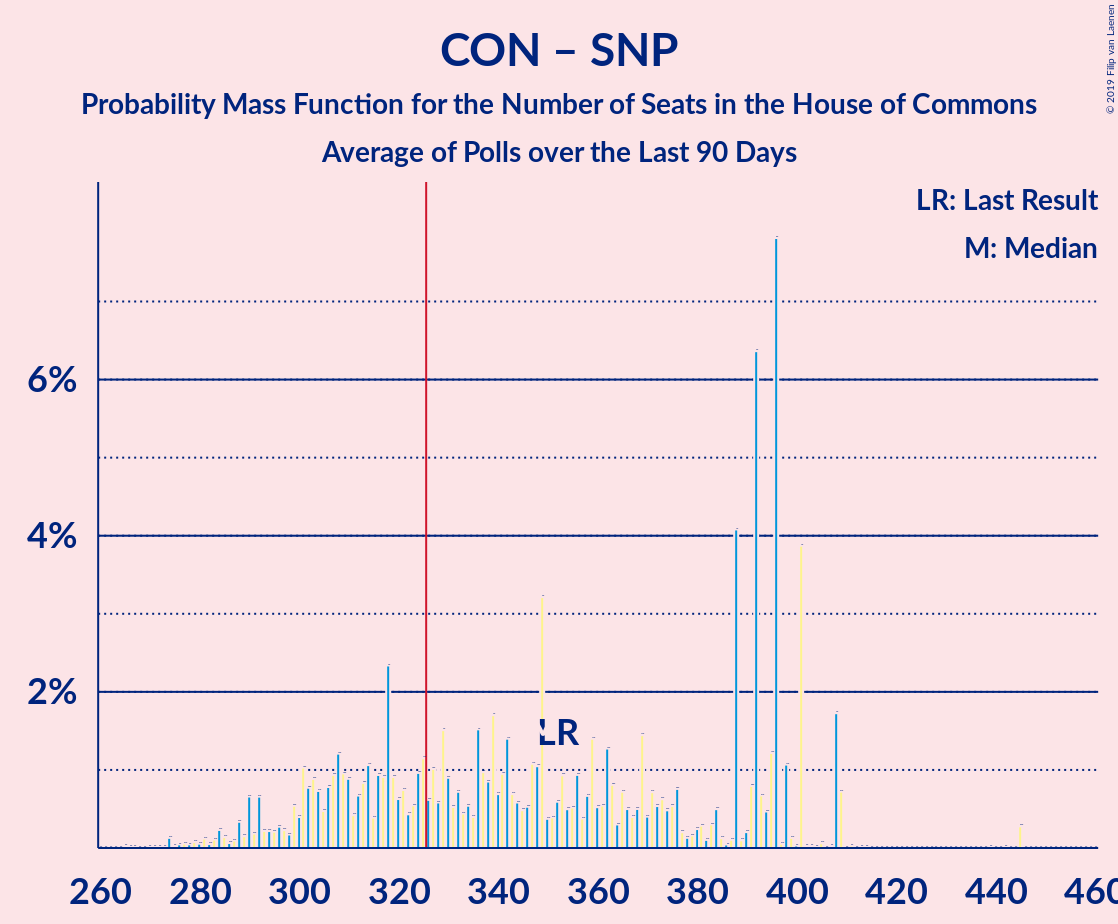 CON – SNP
Probability Mass Function for the Number of Seats in the House of Commons
Average of Polls over the Last 90 Days
© 2019 Filip van Laenen
LR: Last Result
M: Median
6%
4%
2%
LR
260 280 300 320 340 360 380 400 420 440 460